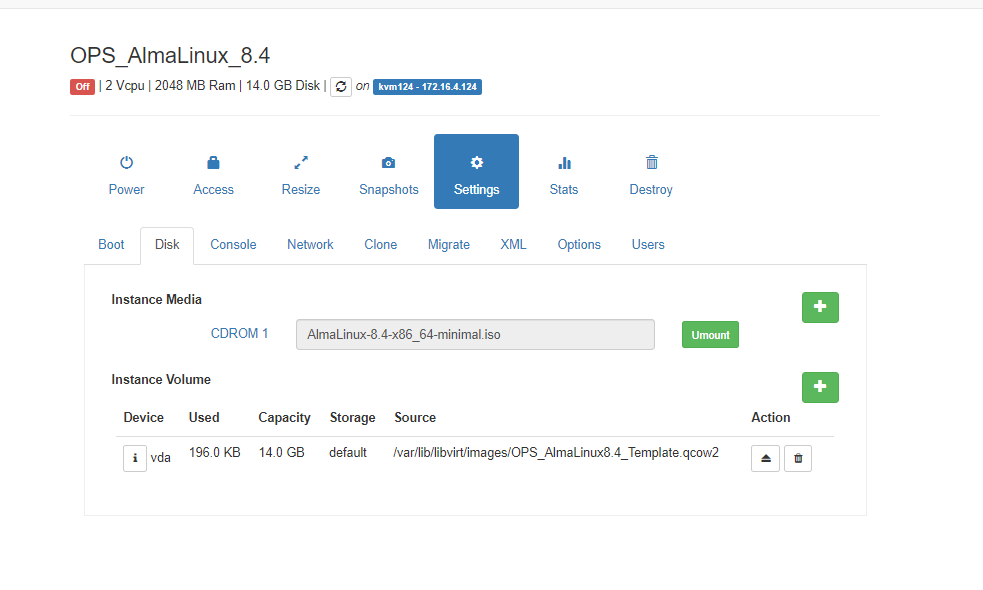 OPS_AlmaLinux_8.4
Off | 2 Vcpu | 2048 MB Ram | 14.0 GB Disk | on kvm124 - 172.16.4.124
Power Access Resize Snapshots Settings Stats Destroy
Boot Disk Console Network Clone Migrate XML Options Users
Instance Media
CDROM 1 AlmaLinux-8.4-x86_64-minimal.iso Umount
Instance Volume
Device Used Capacity Storage Source Action
vda 196.0 KB 14.0 GB default /var/lib/libvirt/images/OPS_AlmaLinux8.4_Template.qcow2